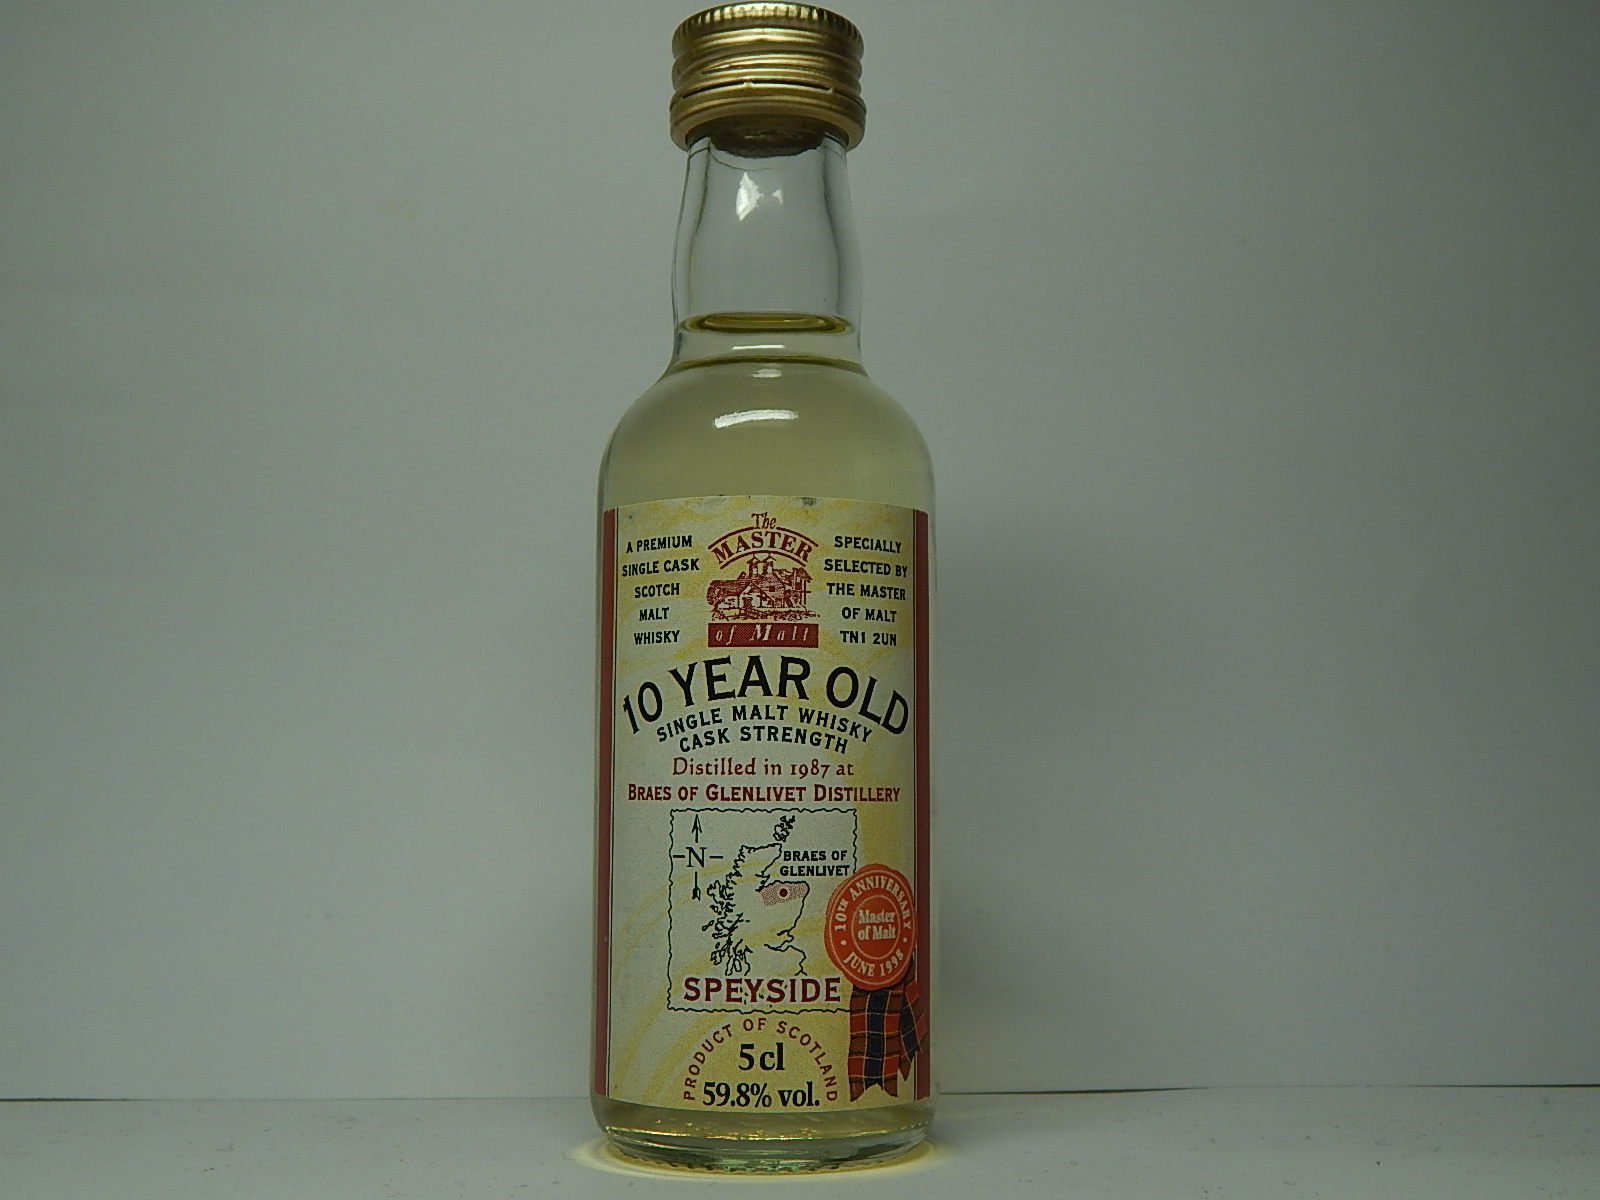 The
MASTER
of Malt
A PREMIUM
SINGLE CASK
SCOTCH
MALT
WHISKY
SPECIALLY
SELECTED BY
THE MASTER
OF MALT
TN1 2UN
10 YEAR OLD
SINGLE MALT WHISKY
CASK STRENGTH
Distilled in 1987 at
BRAES OF GLENLIVET DISTILLERY
N
BRAES OF
GLENLIVET
10TH ANNIVERSARY
Master
of Malt
JUNE 1998
SPEYSIDE
PRODUCT OF SCOTLAND
5cl
59.8% vol.